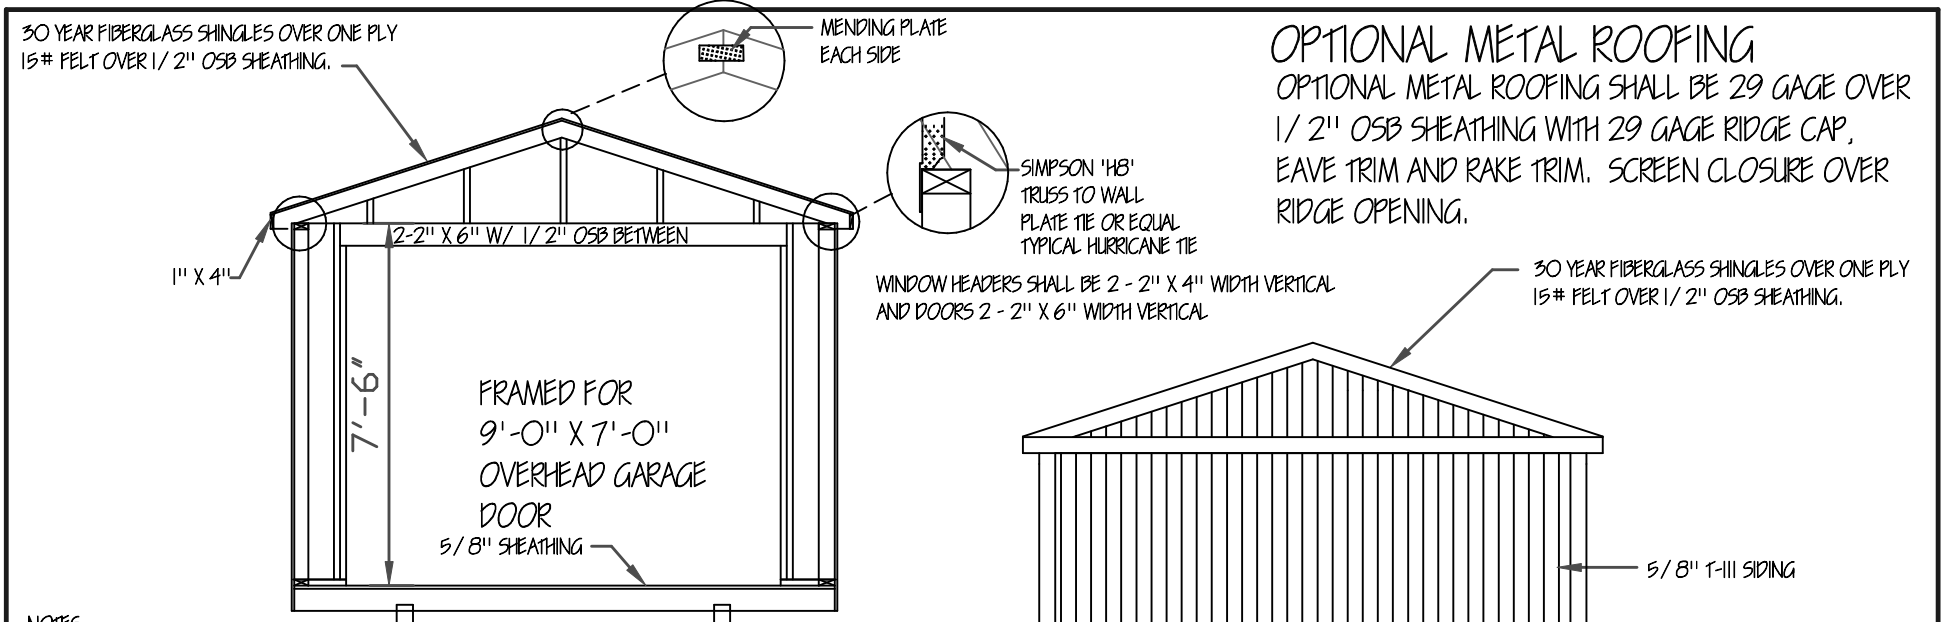 30 YEAR FIBERGLASS SHINGLES OVER ONE PLY
15# FELT OVER 1/2" OSB SHEATHING.
MENDING PLATE
EACH SIDE
OPTIONAL METAL ROOFING
OPTIONAL METAL ROOFING SHALL BE 29 GAGE OVER
1/2" OSB SHEATHING WITH 29 GAGE RIDGE CAP,
EAVE TRIM AND RAKE TRIM. SCREEN CLOSURE OVER
RIDGE OPENING.
SIMPSON 'H8'
TRUSS TO WALL
PLATE TIE OR EQUAL
TYPICAL HURRICANE TIE
2-2" X 6" W/ 1/2" OSB BETWEEN
1" X 4"
WINDOW HEADERS SHALL BE 2 - 2" X 4" WIDTH VERTICAL
AND DOORS 2 - 2" X 6" WIDTH VERTICAL
30 YEAR FIBERGLASS SHINGLES OVER ONE PLY
15# FELT OVER 1/2" OSB SHEATHING.
7'-6"
FRAMED FOR
9'-0" X 7'-0"
OVERHEAD GARAGE
DOOR
5/8" SHEATHING
5/8" T-111 SIDING
NOTES